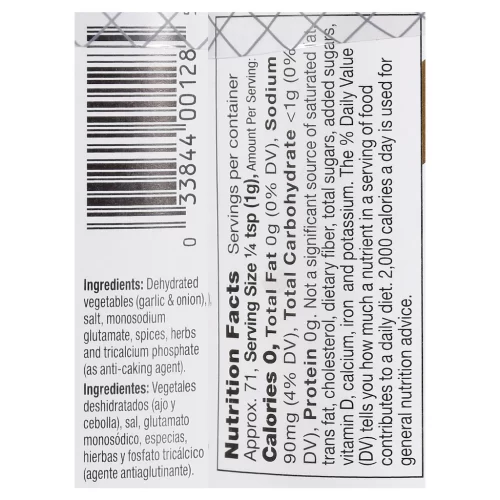 0 33844 00128
Ingredients: Dehydrated
vegetables (garlic & onion),
salt, monosodium
glutamate, spices, herbs
and tricalcium phosphate
(as anti-caking agent).
Ingredientes: Vegetales
deshidratados (ajo y
cebolla), sal, glutamato
monosódico, especias,
hierbas y fosfato tricálcico
(agente antiaglutinante).
Nutrition Facts Servings per container
Approx. 71, Serving Size ¼ tsp (1g), Amount Per Serving:
Calories 0, Total Fat 0g (0% DV), Sodium
90mg (4% DV), Total Carbohydrate <1g (0%
DV), Protein 0g. Not a significant source of saturated fat,
trans fat, cholesterol, dietary fiber, total sugars, added sugars,
vitamin D, calcium, iron and potassium. The % Daily Value
(DV) tells you how much a nutrient in a serving of food
contributes to a daily diet. 2,000 calories a day is used for
general nutrition advice.